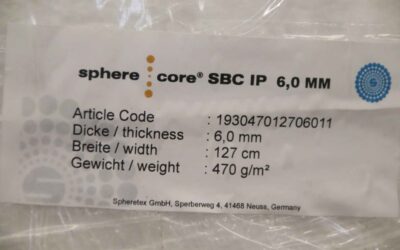 sphere core® SBC IP 6,0 MM
Article Code : 193047012706011
Dicke / thickness : 6,0 mm
Breite / width : 127 cm
Gewicht / weight : 470 g/m²
Spheretex GmbH, Sperberweg 4, 41468 Neuss, Germany